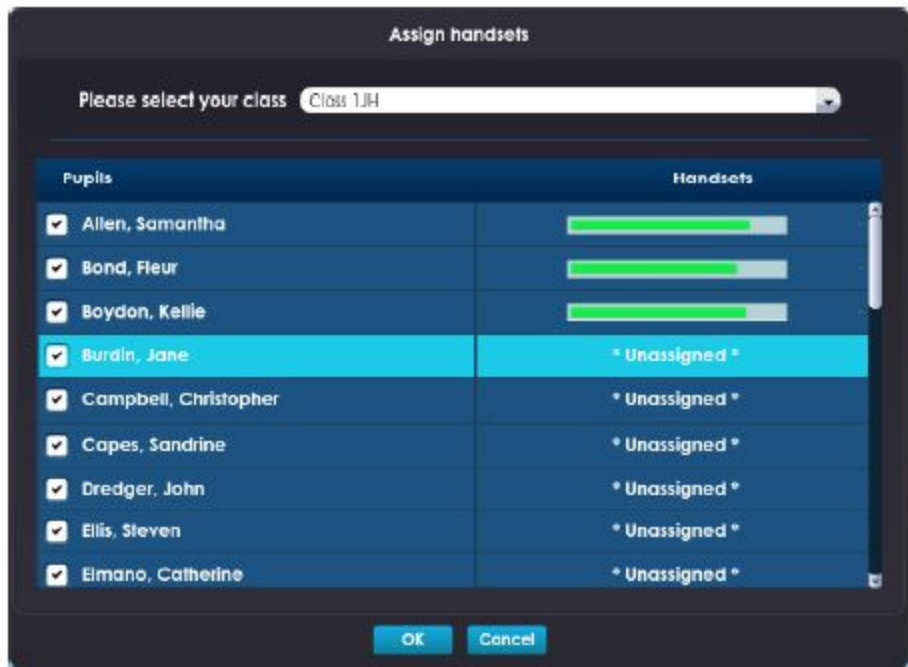 Assign handsets
Please select your class Class 1JH
Pupils Handsets
Allen, Samantha
Bond, Fleur
Boydon, Kellie
Burdin, Jane * Unassigned *
Campbell, Christopher * Unassigned *
Capes, Sandrine * Unassigned *
Dredger, John * Unassigned *
Ellis, Steven * Unassigned *
Elmano, Catherine * Unassigned *
OK Cancel